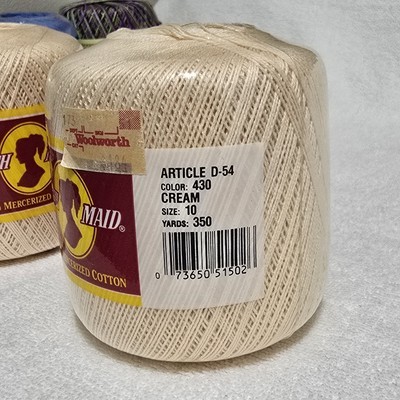 Woolworth
ARTICLE D-54
COLOR: 430
CREAM
SIZE: 10
YARDS: 350
0 73650 51502
MAID®
MERCERIZED COTTON
MERCERIZED